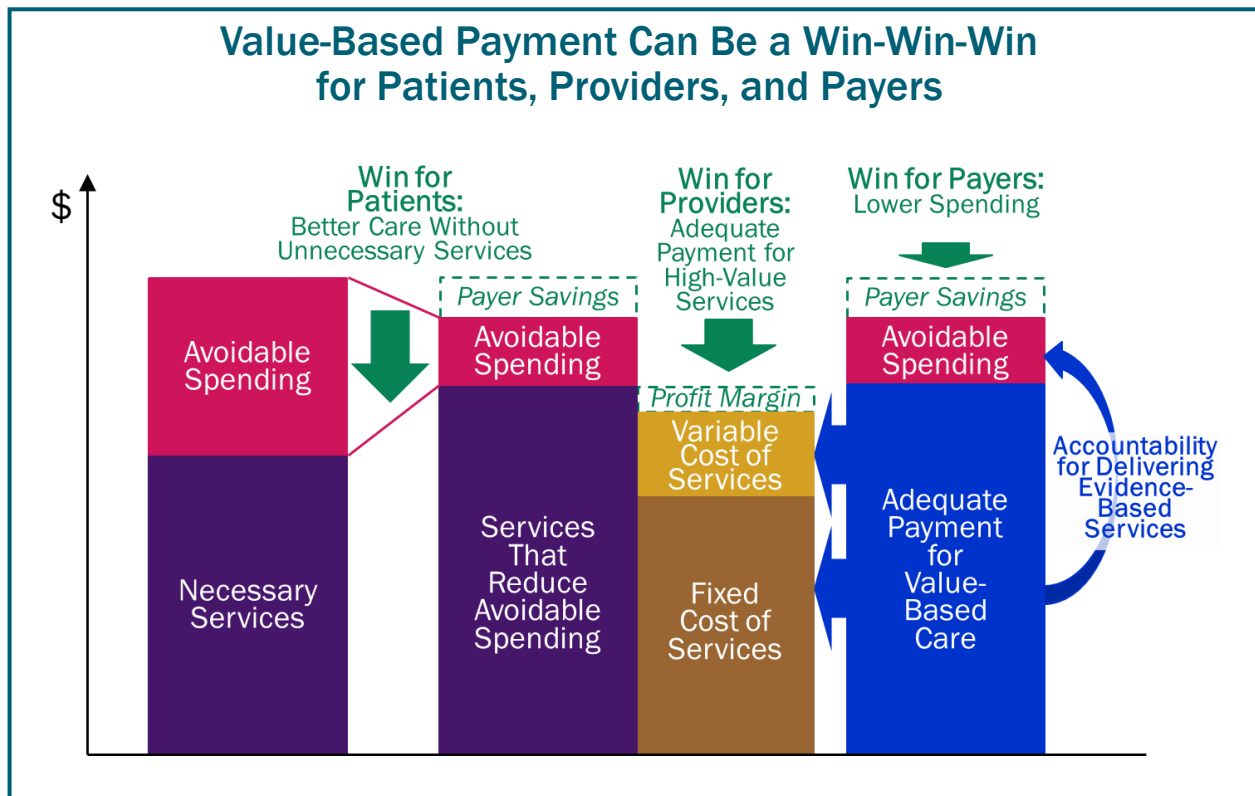 Value-Based Payment Can Be a Win-Win-Win
for Patients, Providers, and Payers
$
Win for
Patients:
Better Care Without
Unnecessary Services
Win for
Providers:
Adequate
Payment for
High-Value
Services
Win for Payers:
Lower Spending
Avoidable
Spending
Necessary
Services
Payer Savings
Avoidable
Spending
Services
That
Reduce
Avoidable
Spending
Profit Margin
Variable
Cost of
Services
Fixed
Cost of
Services
Payer Savings
Avoidable
Spending
Adequate
Payment
for
Value-
Based
Care
Accountability
for Delivering
Evidence-
Based
Services